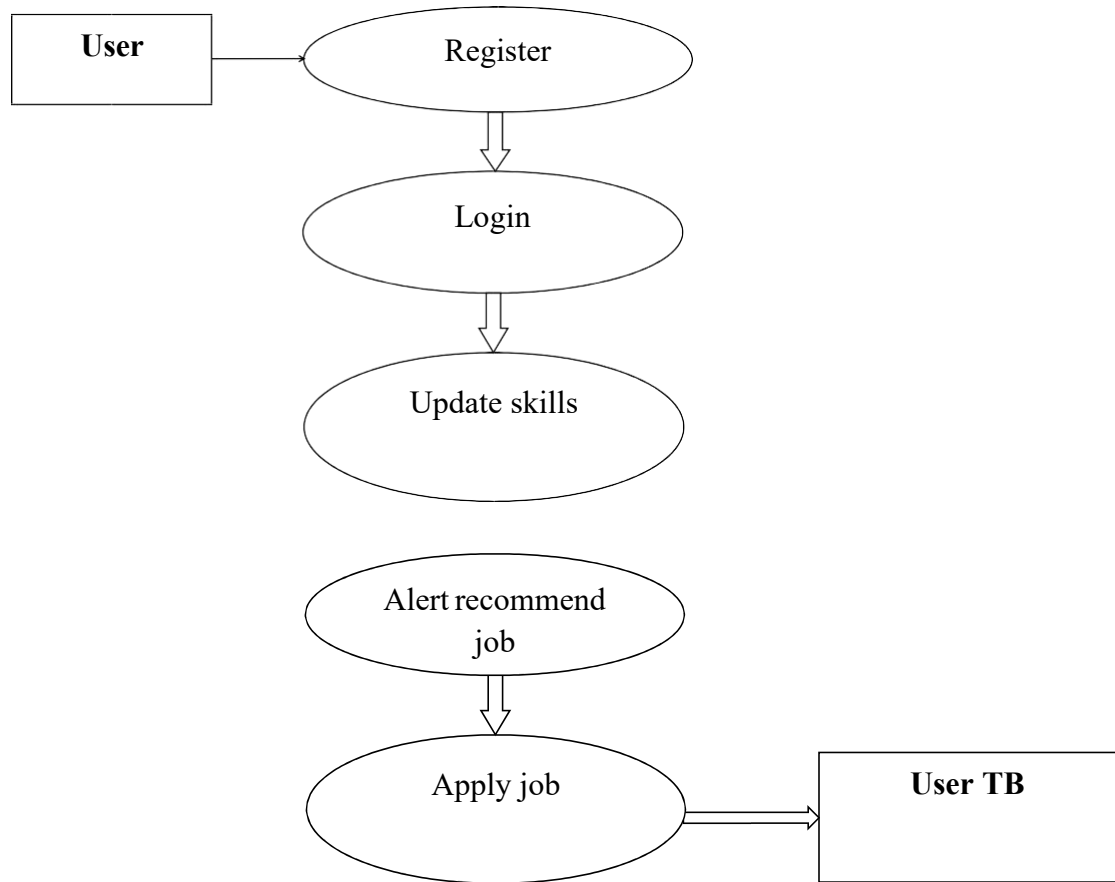 User
Register
Login
Update skills
Alert recommend
job
Apply job
User TB